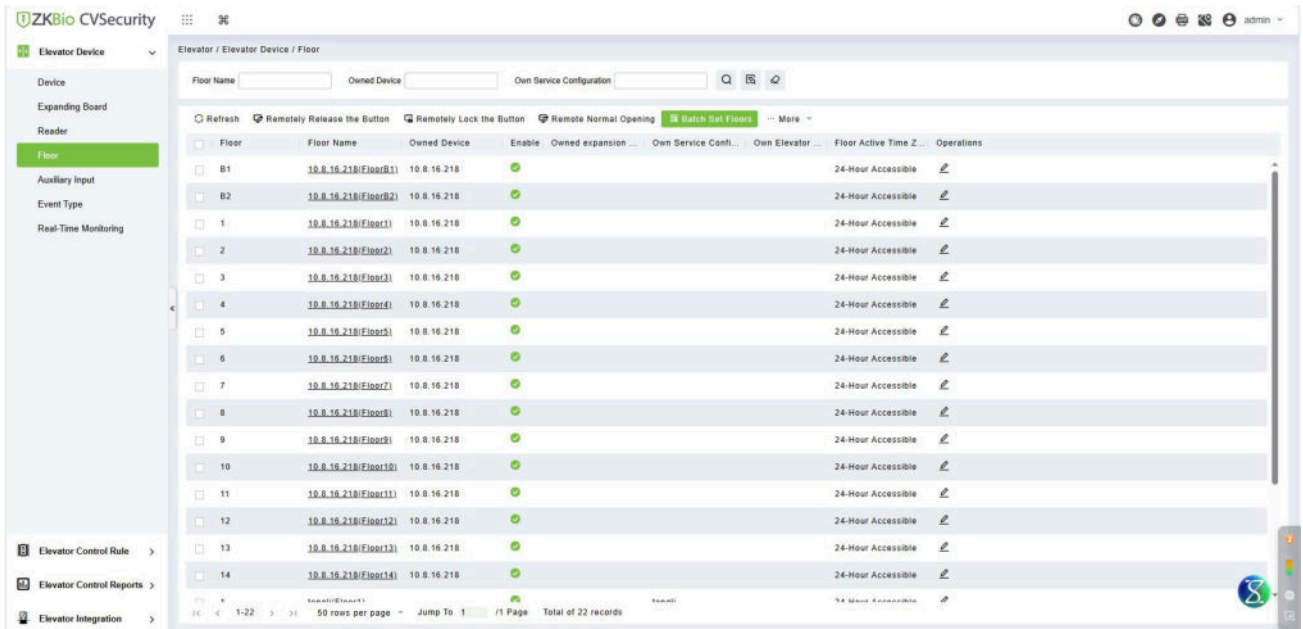 ZKBio CVSecurity
admin
Elevator Device
Elevator / Elevator Device / Floor
Device
Floor Name Owned Device Own Service Configuration
Expanding Board
Reader
Refresh Remotely Release the Button Remotely Lock the Button Remote Normal Opening Batch Set Floors ··· More
Floor Floor Name Owned Device Enable Owned expansion ... Own Service Confi... Own Elevator ... Floor Active Time Z... Operations
Floor
B1 10.8.16.218(FloorB1) 10.8.16.218 24-Hour Accessible
Auxiliary Input
B2 10.8.16.218(FloorB2) 10.8.16.218 24-Hour Accessible
Event Type
1 10.8.16.218(Floor1) 10.8.16.218 24-Hour Accessible
Real-Time Monitoring
2 10.8.16.218(Floor2) 10.8.16.218 24-Hour Accessible
3 10.8.16.218(Floor3) 10.8.16.218 24-Hour Accessible
4 10.8.16.218(Floor4) 10.8.16.218 24-Hour Accessible
5 10.8.16.218(Floor5) 10.8.16.218 24-Hour Accessible
6 10.8.16.218(Floor6) 10.8.16.218 24-Hour Accessible
7 10.8.16.218(Floor7) 10.8.16.218 24-Hour Accessible
8 10.8.16.218(Floor8) 10.8.16.218 24-Hour Accessible
9 10.8.16.218(Floor9) 10.8.16.218 24-Hour Accessible
10 10.8.16.218(Floor10) 10.8.16.218 24-Hour Accessible
11 10.8.16.218(Floor11) 10.8.16.218 24-Hour Accessible
12 10.8.16.218(Floor12) 10.8.16.218 24-Hour Accessible
13 10.8.16.218(Floor13) 10.8.16.218 24-Hour Accessible
Elevator Control Rule
14 10.8.16.218(Floor14) 10.8.16.218 24-Hour Accessible
Elevator Control Reports
1-22 50 rows per page Jump To 1 /1 Page Total of 22 records
Elevator Integration